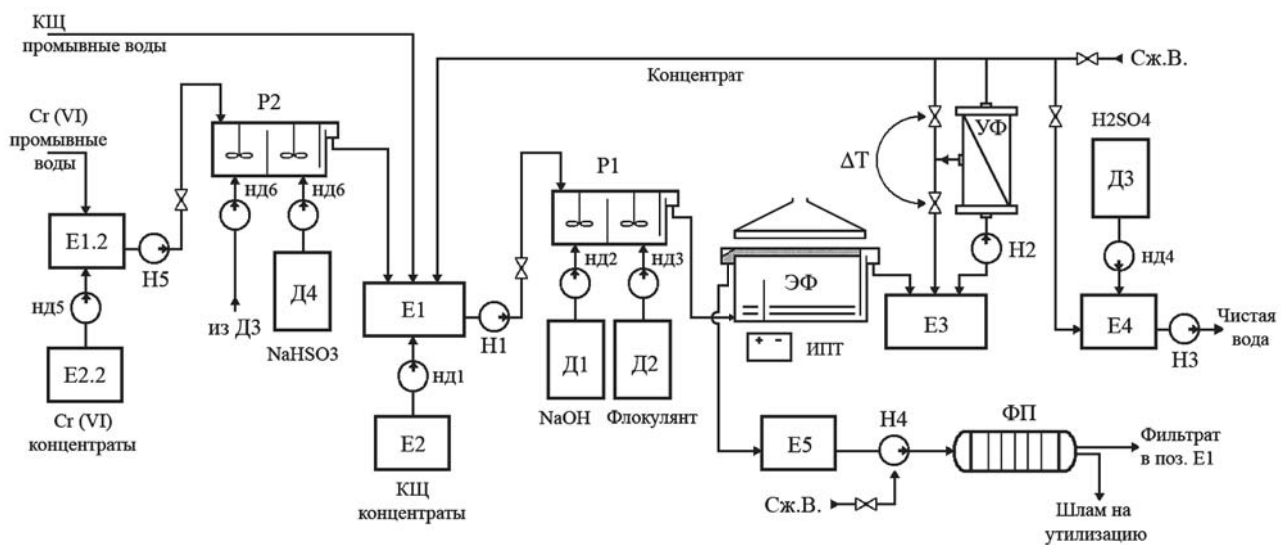 КЩ
промывные воды
Концентрат
Сж.В.
Cr (VI)
промывные
воды
Р2
нд6
нд6
Р1
ΔТ
УФ
H2SO4
Д3
Е1.2
Н5
нд5
Е2.2
Cr (VI)
концентраты
из Д3
Д4
NaHSO3
Е1
Н1
нд1
Е2
КЩ
концентраты
нд2
нд3
Д1
Д2
NaOH
Флокулянт
ЭФ
+ -
ИПТ
Н2
Е3
нд4
Е4
Н3
Чистая
вода
Е5
Н4
Сж.В.
ФП
Фильтрат
в поз. Е1
Шлам на
утилизацию